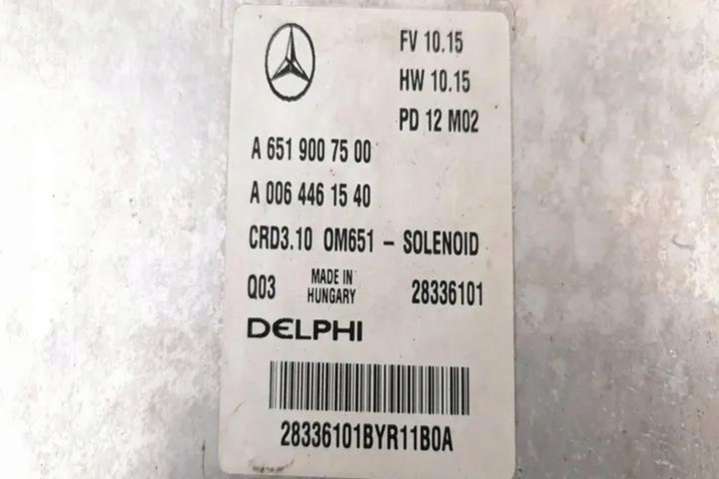 FV 10.15
HW 10.15
PD 12 M02
A 651 900 75 00
A 006 446 15 40
CRD3.10 OM651 - SOLENOID
Q03 MADE IN HUNGARY 28336101
DELPHI
28336101BYR11B0A